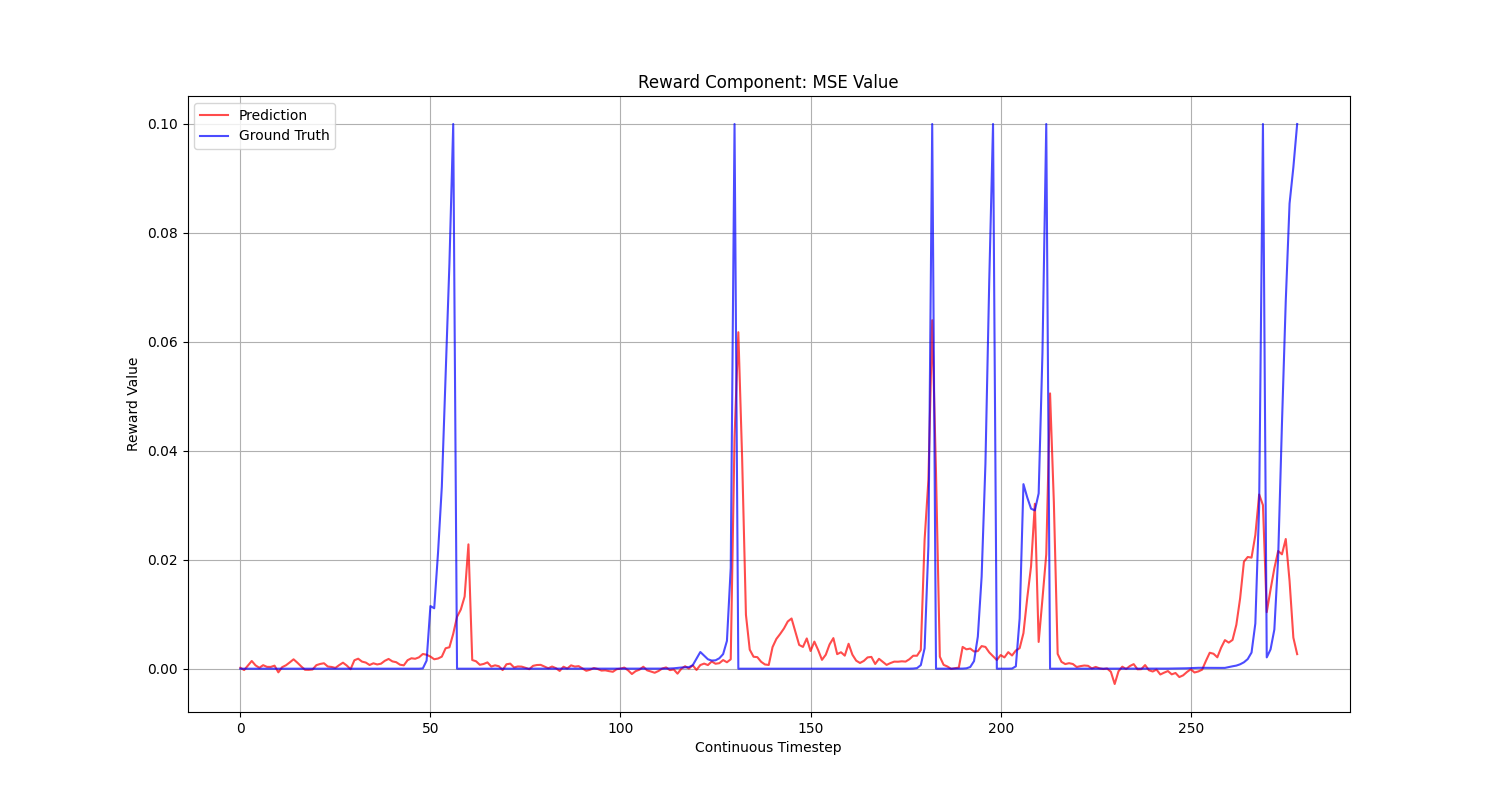 Reward Component: MSE Value
Prediction
Ground Truth
0.10
0.08
0.06
0.04
0.02
0.00
Reward Value
0 50 100 150 200 250
Continuous Timestep